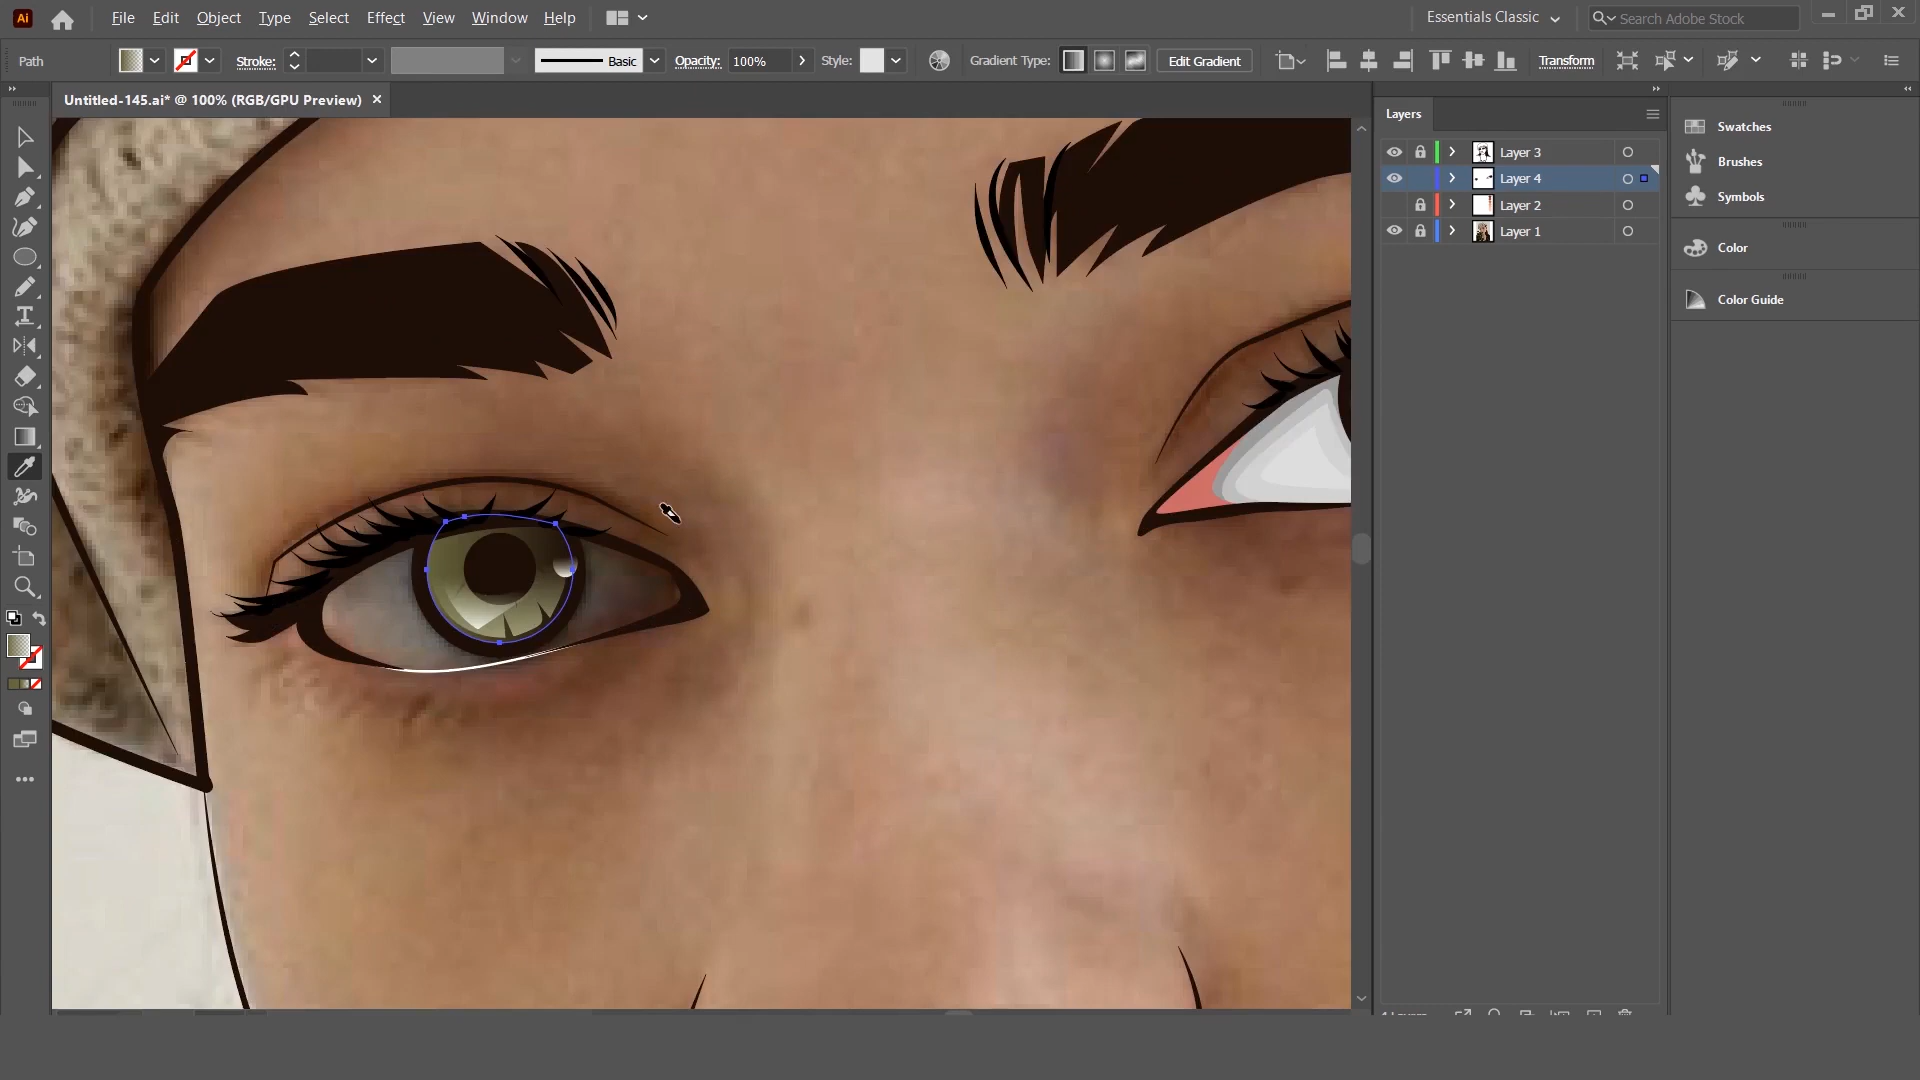 Ai File Edit Object Type Select Effect View Window Help Essentials Classic Search Adobe Stock
Path Stroke: Basic Opacity: 100% Style: Gradient Type: Edit Gradient Transform
Untitled-145.ai* @ 100% (RGB/GPU Preview)
Layers
Layer 3
Layer 4
Layer 2
Layer 1
Swatches
Brushes
Symbols
Color
Color Guide